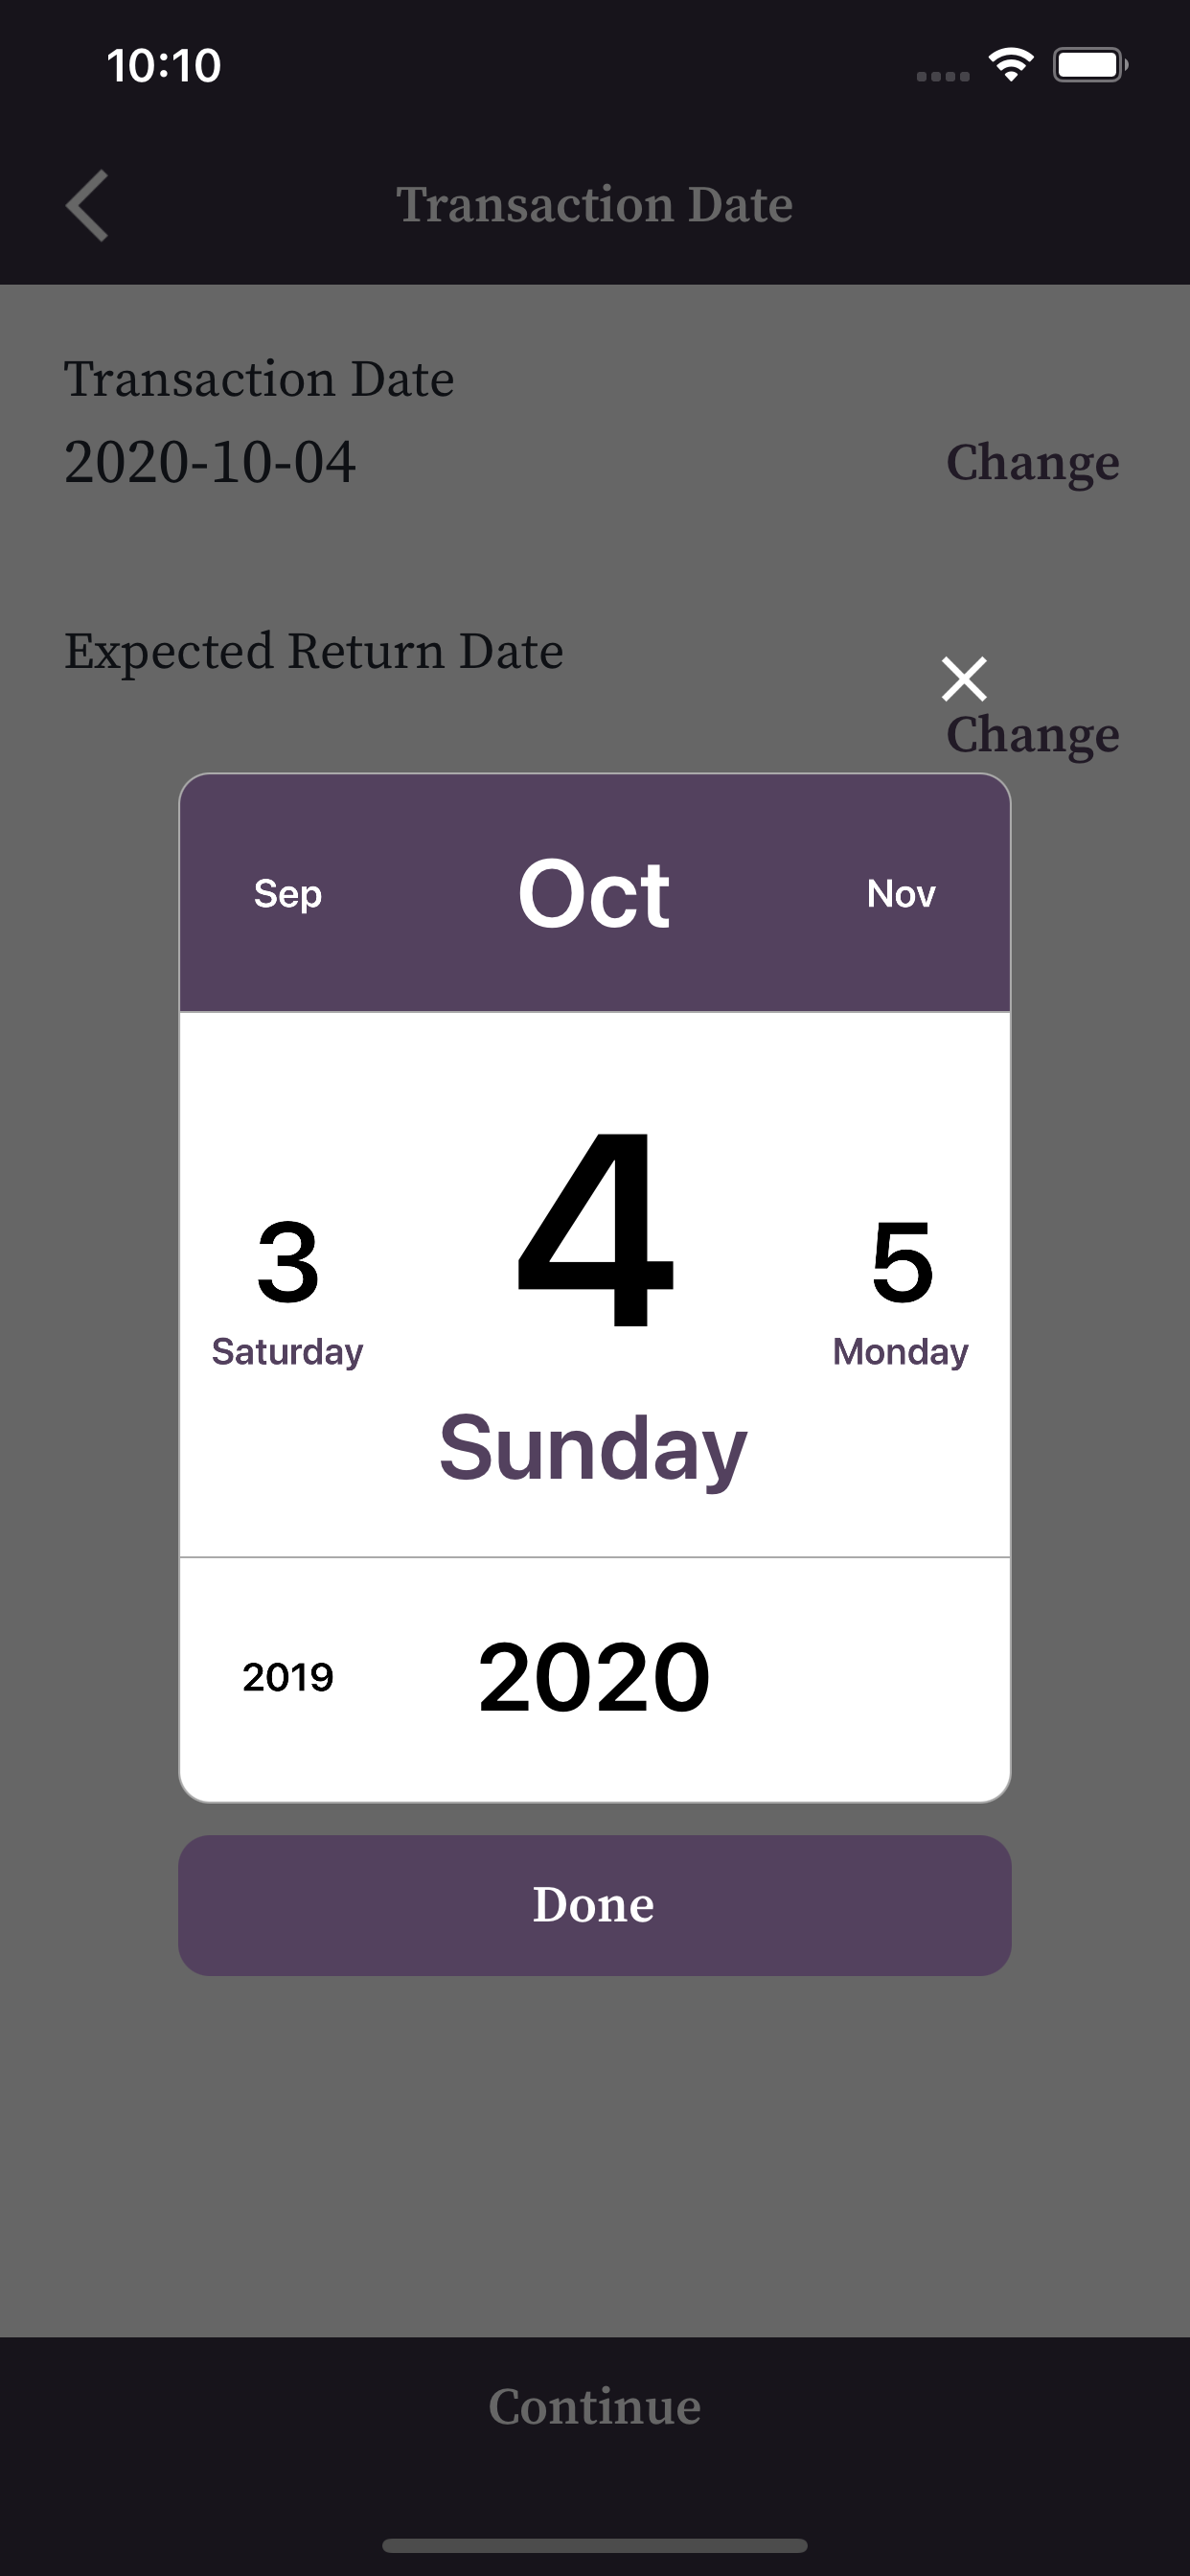 10:10
Transaction Date
Transaction Date
2020-10-04 Change
Expected Return Date
Change
Sep Oct Nov
3 4 5
Saturday Monday
Sunday
2019 2020
Done
Continue